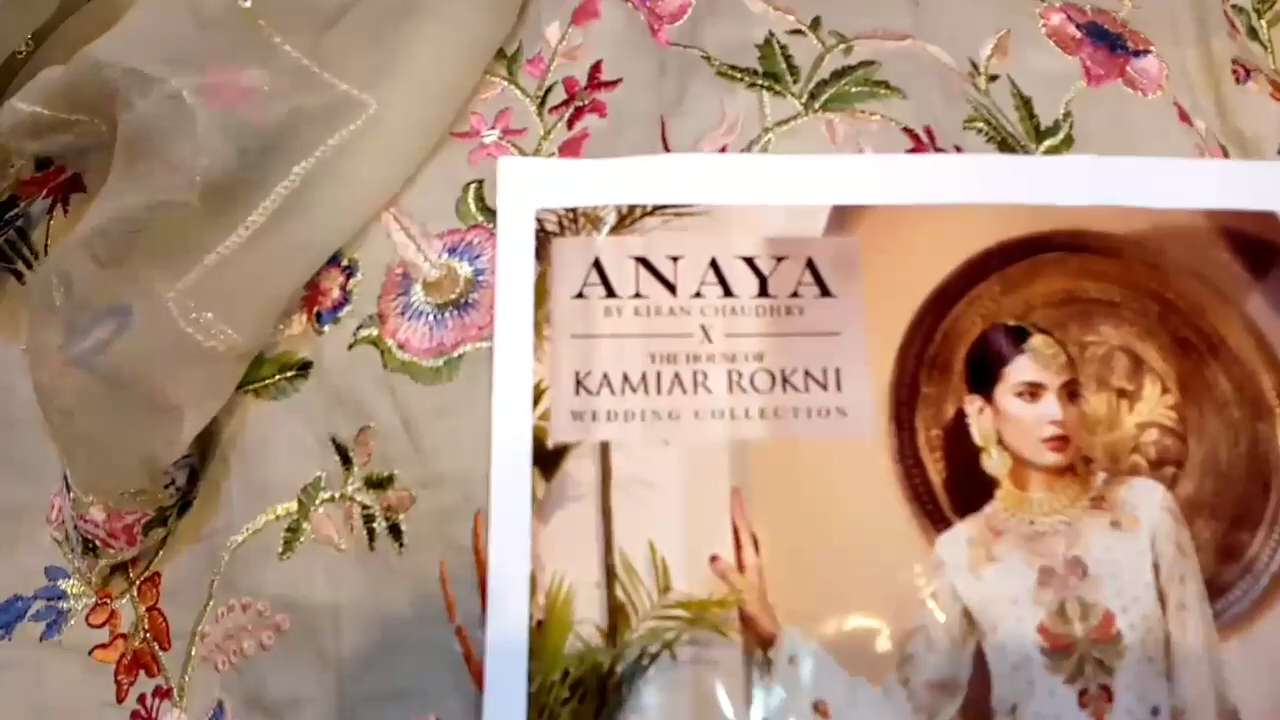 ANAYA
BY KIRAN CHAUDHRY
X
THE HOUSE OF
KAMIAR ROKNI
WEDDING COLLECTION